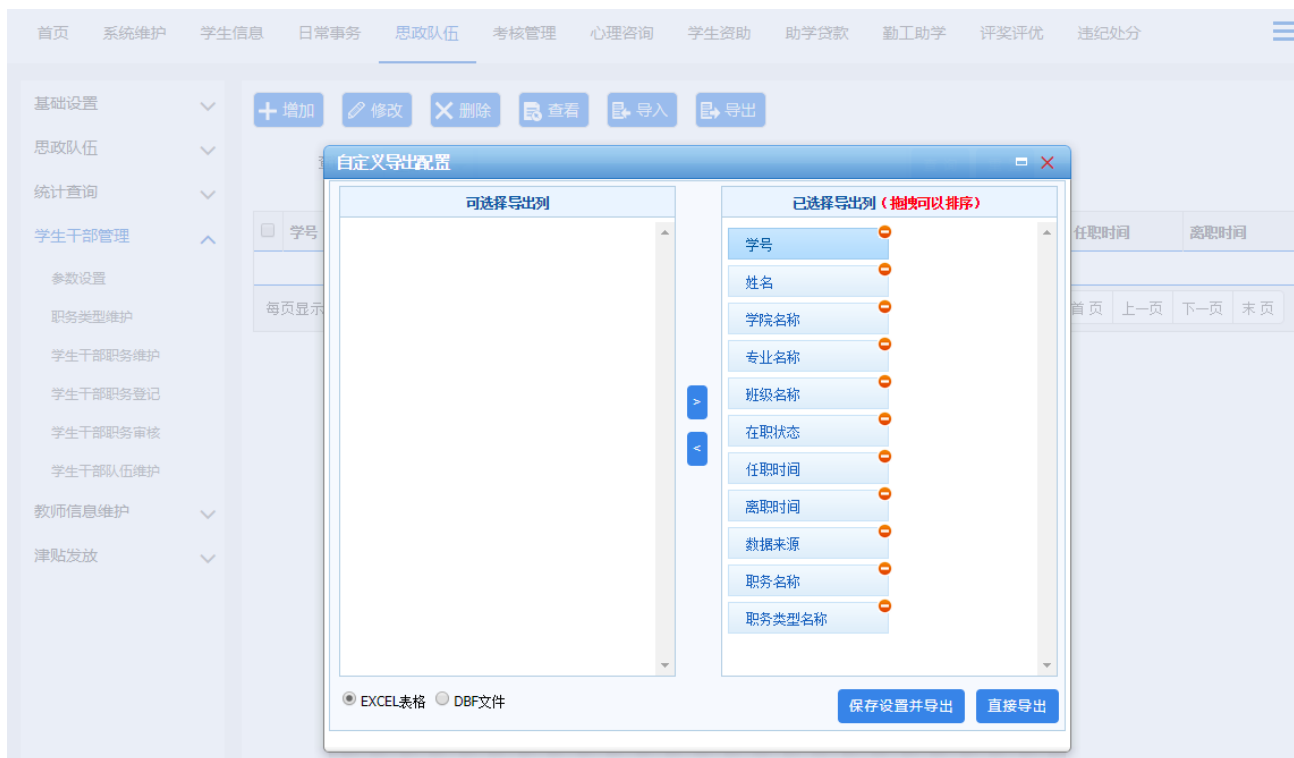 首页 系统维护 学生信息 日常事务 思政队伍 考核管理 心理咨询 学生资助 助学贷款 勤工助学 评奖评优 违纪处分
基础设置
思政队伍
统计查询
学生干部管理
参数设置
职务类型维护
学生干部职务维护
学生干部职务登记
学生干部职务审核
学生干部队伍维护
教师信息维护
津贴发放
增加 修改 删除 查看 导入 导出
学号 任职时间 离职时间
每页显示 首 页 上一页 下一页 末 页
自定义导出配置
可选择导出列 已选择导出列（拖拽可以排序）
学号
姓名
学院名称
专业名称
班级名称
>
在职状态
<
任职时间
离职时间
数据来源
职务名称
职务类型名称
EXCEL表格 DBF文件 保存设置并导出 直接导出